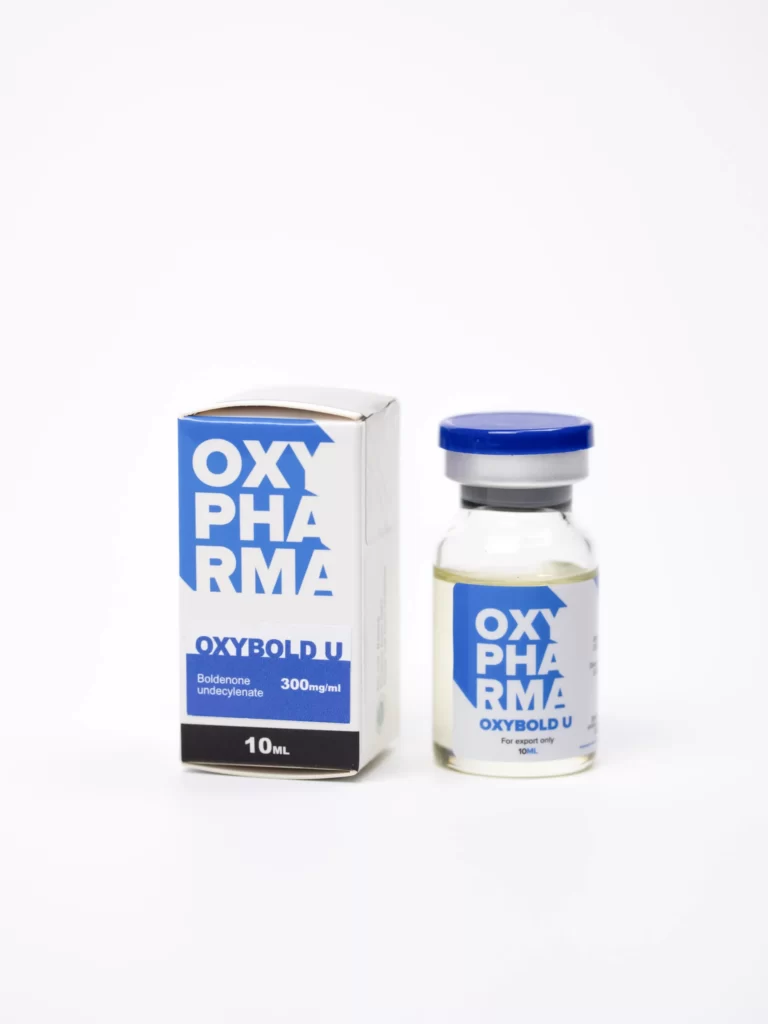 OXY
PHA
RMA
OXYBOLD U
Boldenone
undecylenate
300mg/ml
10ML
OXY
PHA
RMA
OXYBOLD U
For export only
10ML